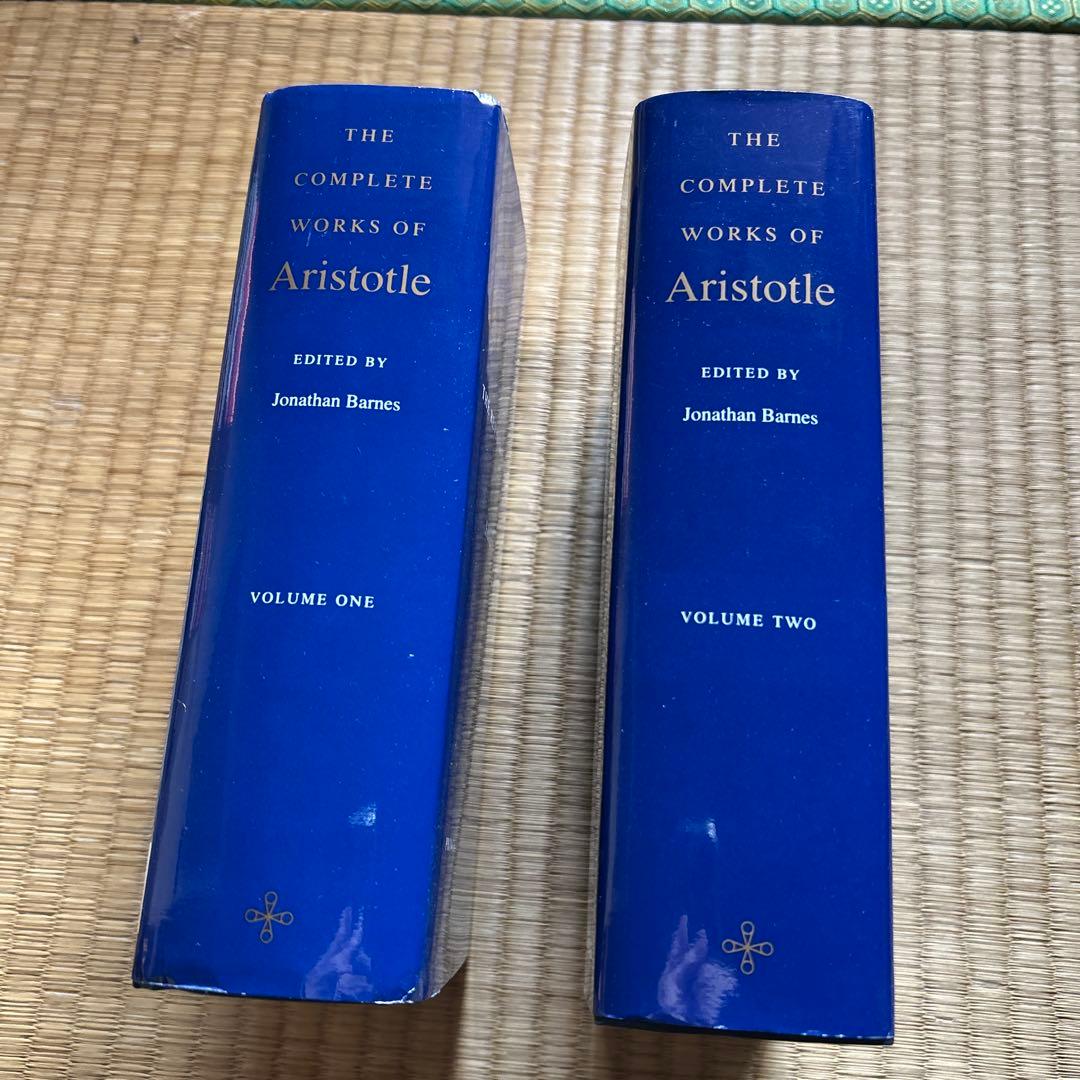 THE
COMPLETE
WORKS OF
Aristotle
EDITED BY
Jonathan Barnes
VOLUME ONE
THE
COMPLETE
WORKS OF
Aristotle
EDITED BY
Jonathan Barnes
VOLUME TWO